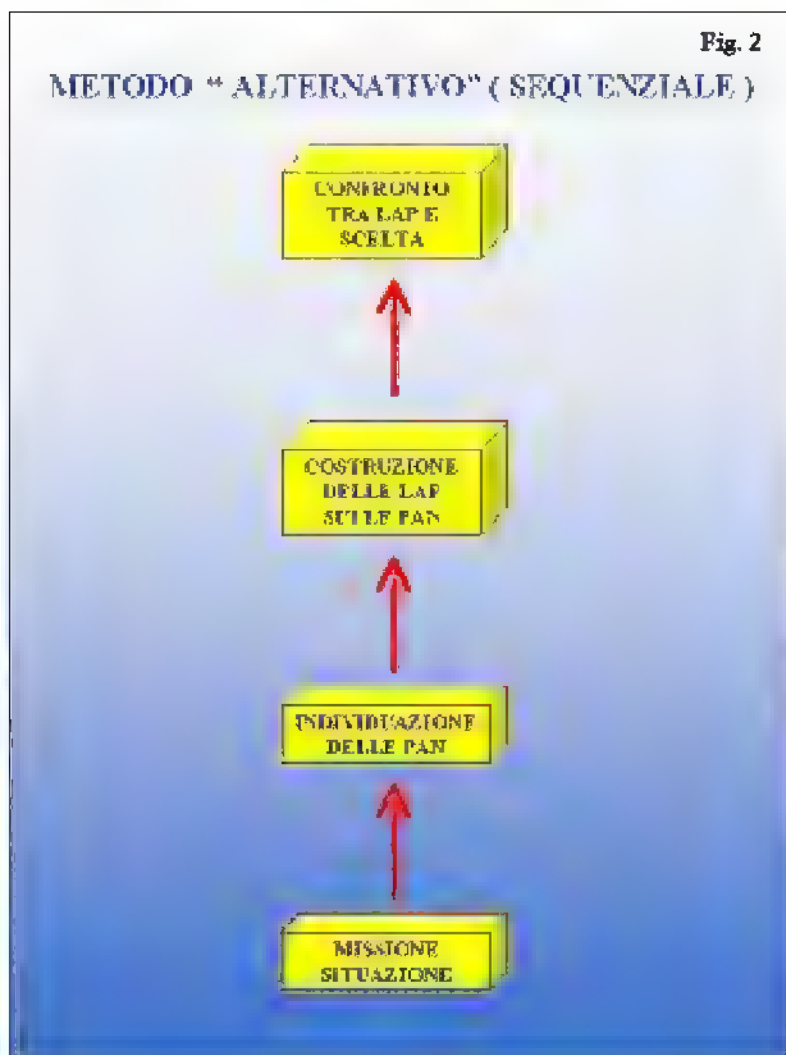 Fig. 2
METODO “ ALTERNATIVO” ( SEQUENZIALE )
CONFRONTO
TRA LAP E
SCELTA
COSTRUZIONE
DELLE LAP
SULLE PAN
INDIVIDUAZIONE
DELLE PAN
MISSIONE
SITUAZIONE